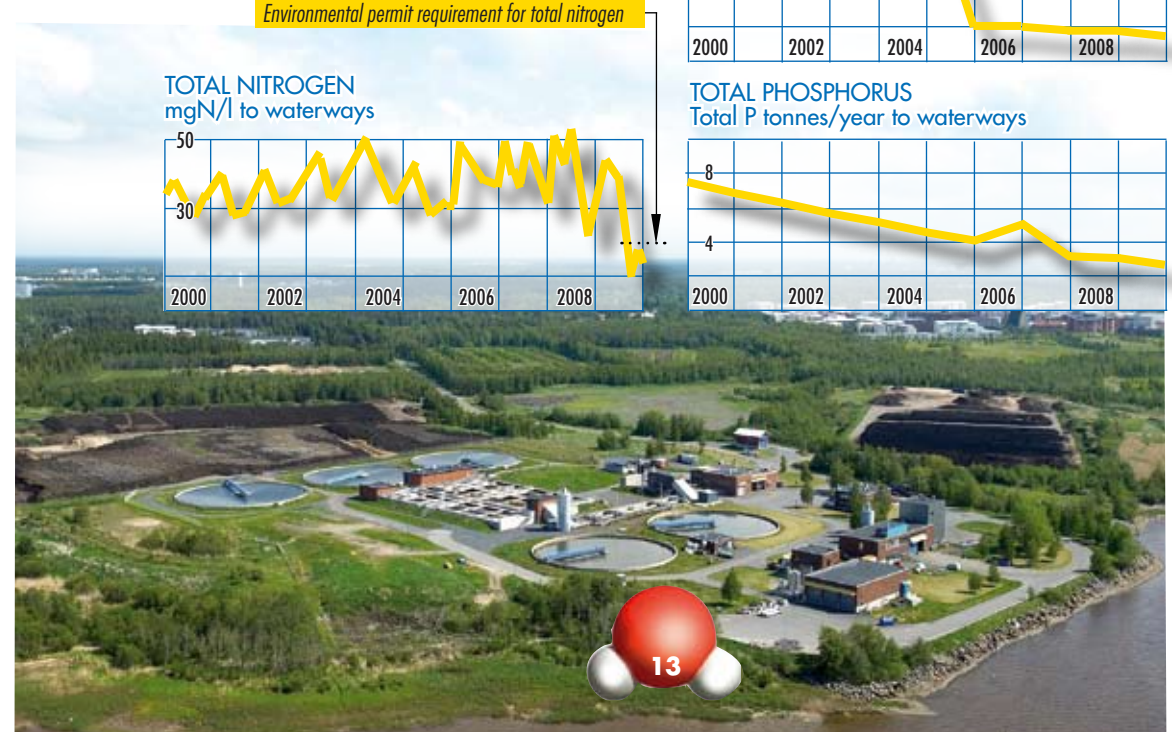 Environmental permit requirement for total nitrogen
2000 2002 2004 2006 2008
TOTAL NITROGEN
mgN/l to waterways
50
30
2000 2002 2004 2006 2008
TOTAL PHOSPHORUS
Total P tonnes/year to waterways
8
4
2000 2002 2004 2006 2008
13